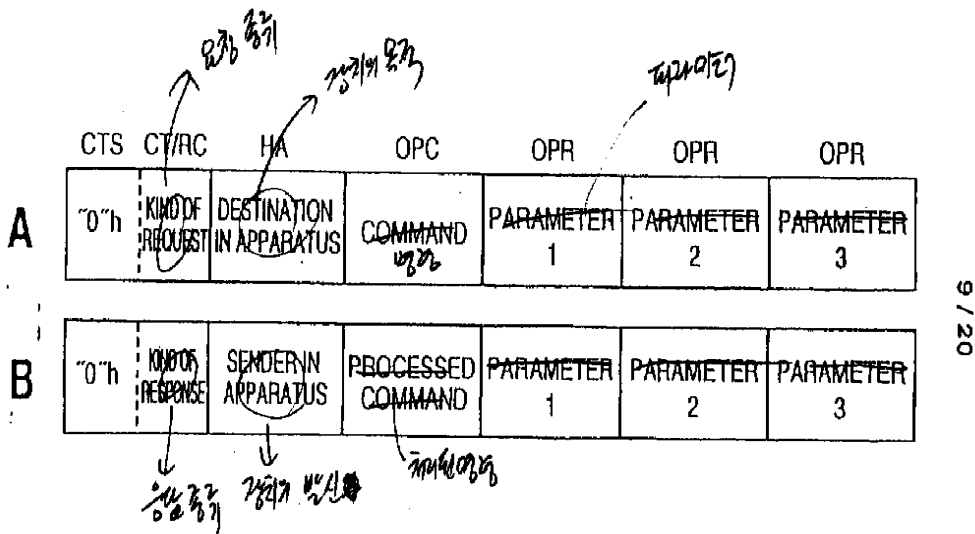 요청 종류
장치의 목적
파라미터
CTS CT/RC HA OPC OPR OPR OPR
A "0"h KIND OF REQUEST DESTINATION IN APPARATUS COMMAND 명령 PARAMETER 1 PARAMETER 2 PARAMETER 3
B "0"h KIND OF RESPONSE SENDER IN APPARATUS PROCESSED COMMAND PARAMETER 1 PARAMETER 2 PARAMETER 3
응답 종류
장치가 발신
처리된 명령
9 / 20